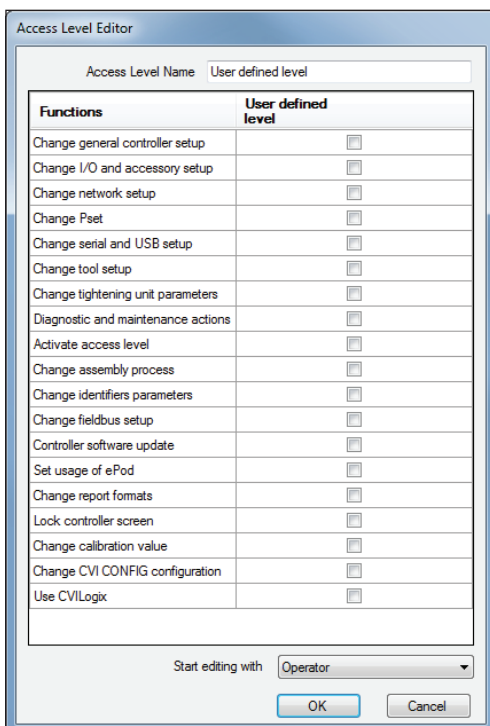 Access Level Editor
Access Level Name User defined level
Functions User defined level
Change general controller setup
Change I/O and accessory setup
Change network setup
Change Pset
Change serial and USB setup
Change tool setup
Change tightening unit parameters
Diagnostic and maintenance actions
Activate access level
Change assembly process
Change identifiers parameters
Change fieldbus setup
Controller software update
Set usage of ePod
Change report formats
Lock controller screen
Change calibration value
Change CVI CONFIG configuration
Use CVILogix
Start editing with Operator
OK Cancel